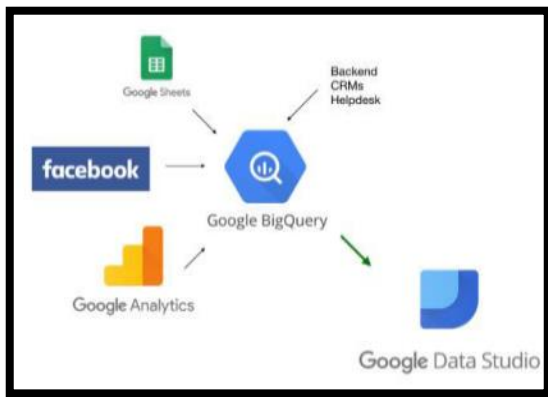 Google Sheets
Backend
CRMs
Helpdesk
facebook
Google BigQuery
Google Analytics
Google Data Studio